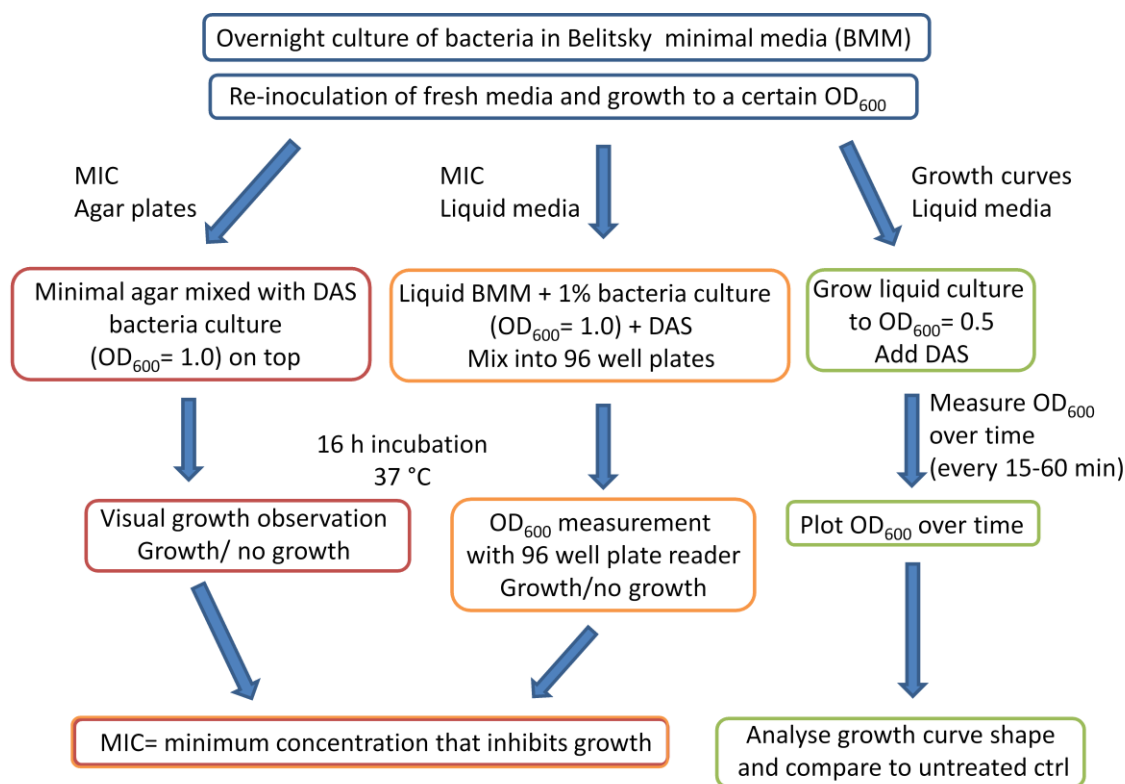 Overnight culture of bacteria in Belitsky minimal media (BMM)
Re-inoculation of fresh media and growth to a certain OD₆₀₀
MIC
Agar plates
MIC
Liquid media
Growth curves
Liquid media
Minimal agar mixed with DAS
bacteria culture
(OD₆₀₀= 1.0) on top
Liquid BMM + 1% bacteria culture
(OD₆₀₀= 1.0) + DAS
Mix into 96 well plates
Grow liquid culture
to OD₆₀₀= 0.5
Add DAS
16 h incubation
37 °C
Measure OD₆₀₀
over time
(every 15-60 min)
Visual growth observation
Growth/ no growth
OD₆₀₀ measurement
with 96 well plate reader
Growth/no growth
Plot OD₆₀₀ over time
MIC= minimum concentration that inhibits growth
Analyse growth curve shape
and compare to untreated ctrl